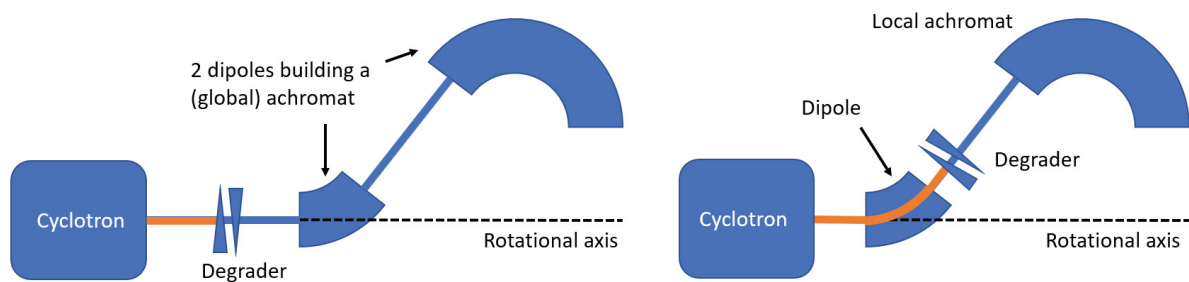 2 dipoles building a
(global) achromat
Cyclotron
Degrader
Rotational axis
Local achromat
Dipole
Degrader
Cyclotron
Rotational axis